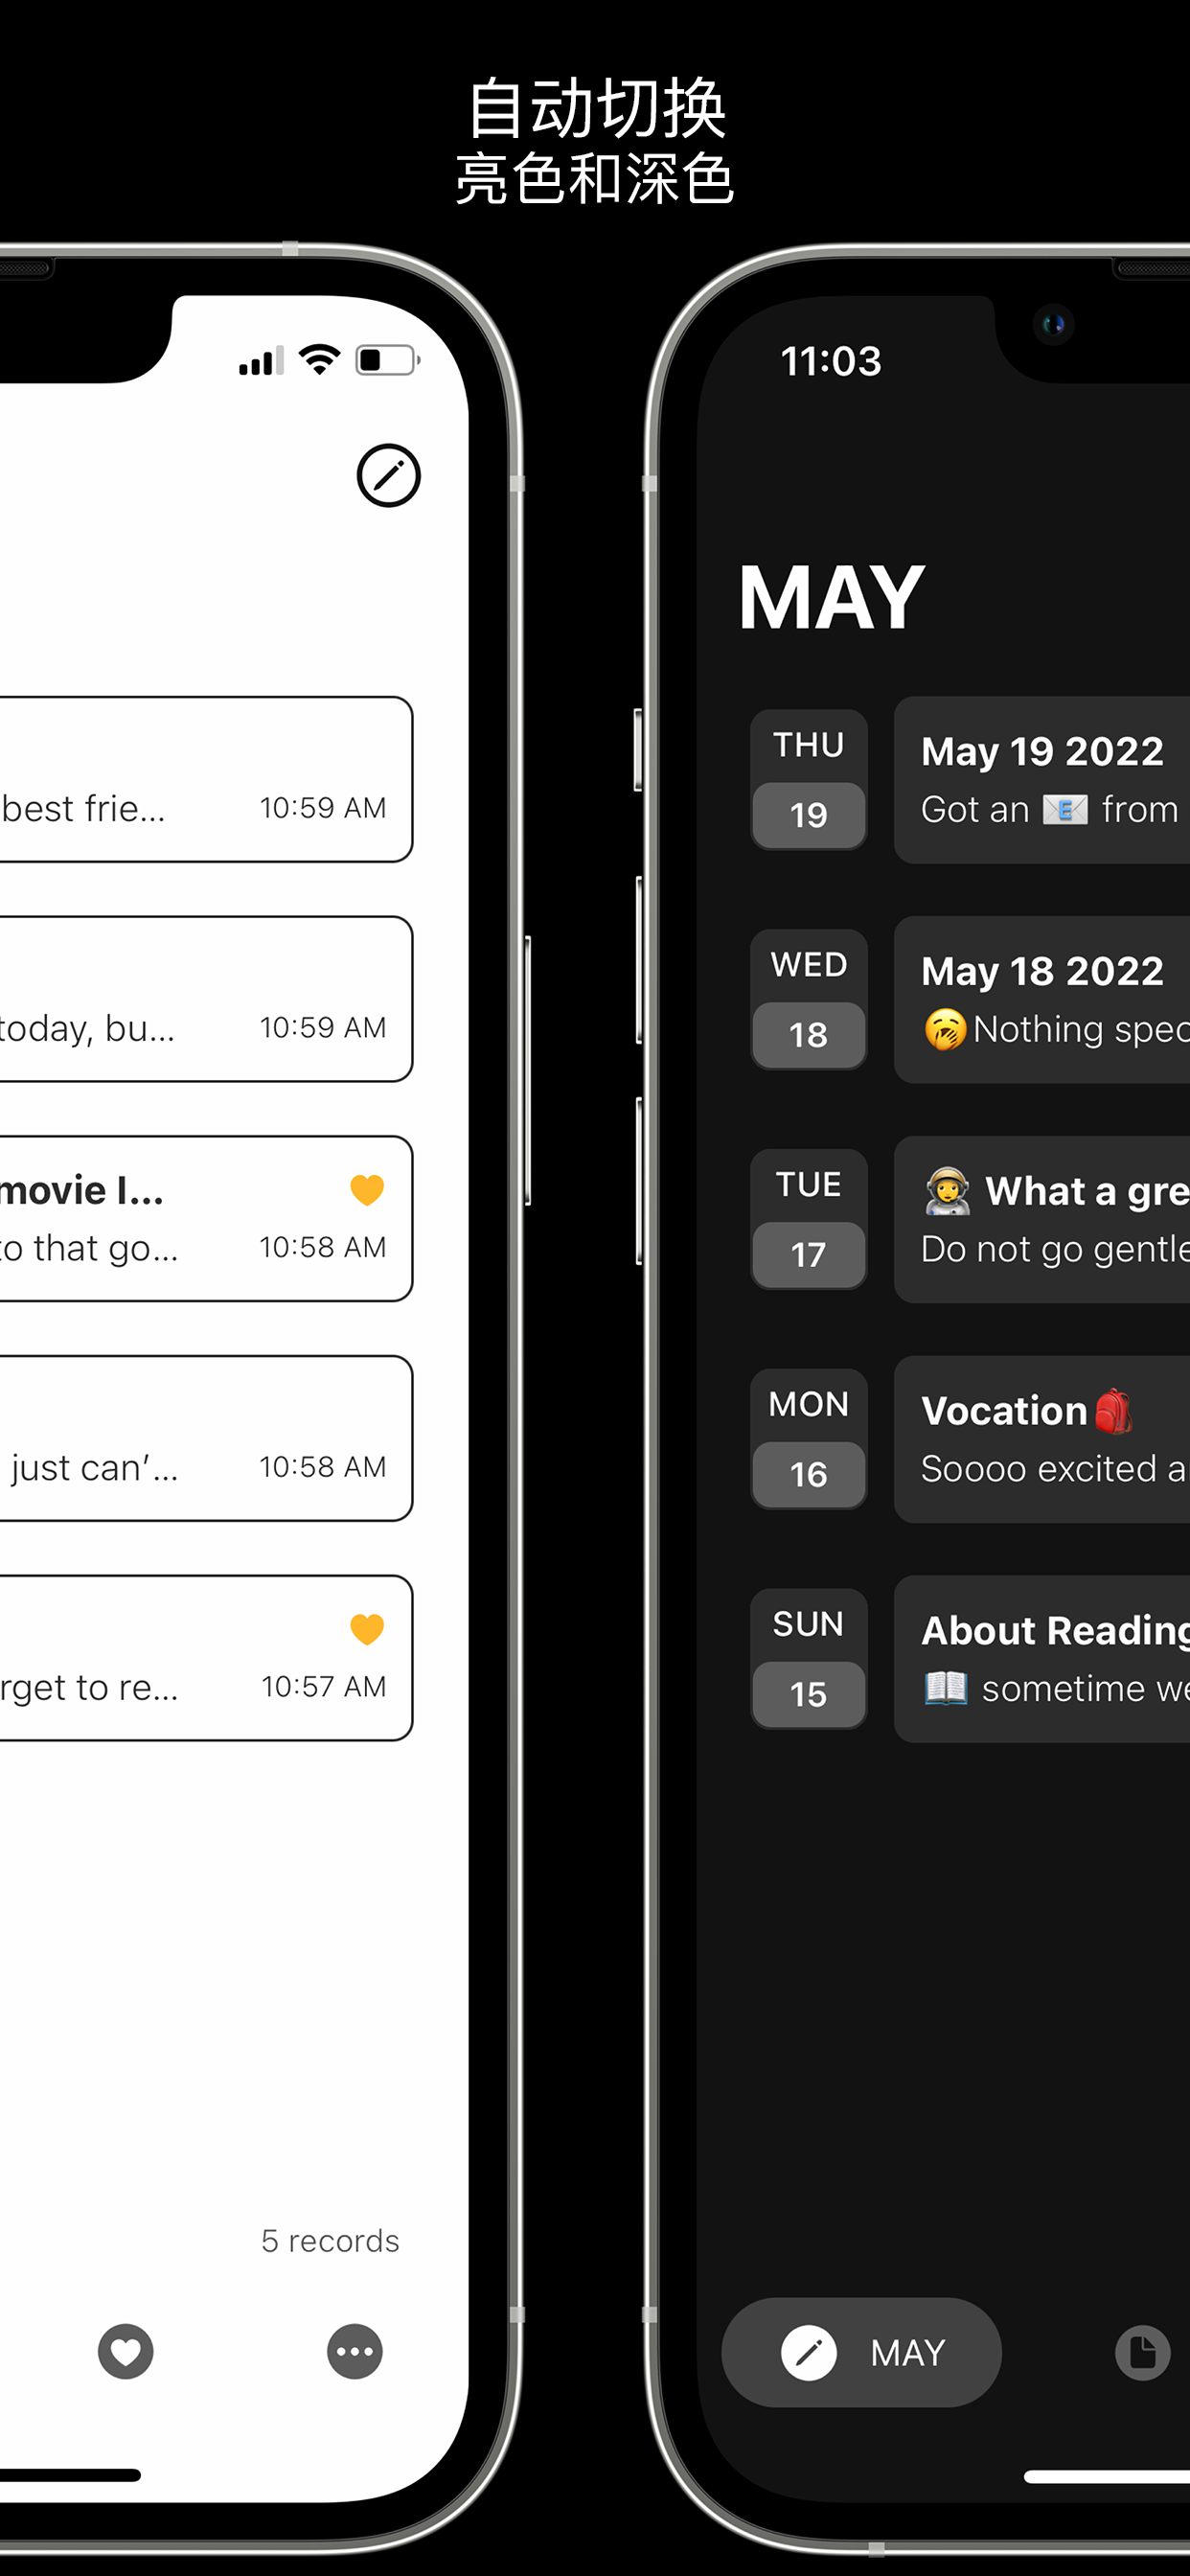 自动切换
亮色和深色
best frie...
10:59 AM
today, bu...
10:59 AM
movie I...
to that go...
10:58 AM
just can’...
10:58 AM
rget to re...
10:57 AM
5 records
11:03
MAY
THU
19
May 19 2022
Got an 📧 from
WED
18
May 18 2022
🥱Nothing spec
TUE
17
👩‍🚀 What a gre
Do not go gentle
MON
16
Vocation🎒
Soooo excited a
SUN
15
About Reading
📖 sometime we
MAY